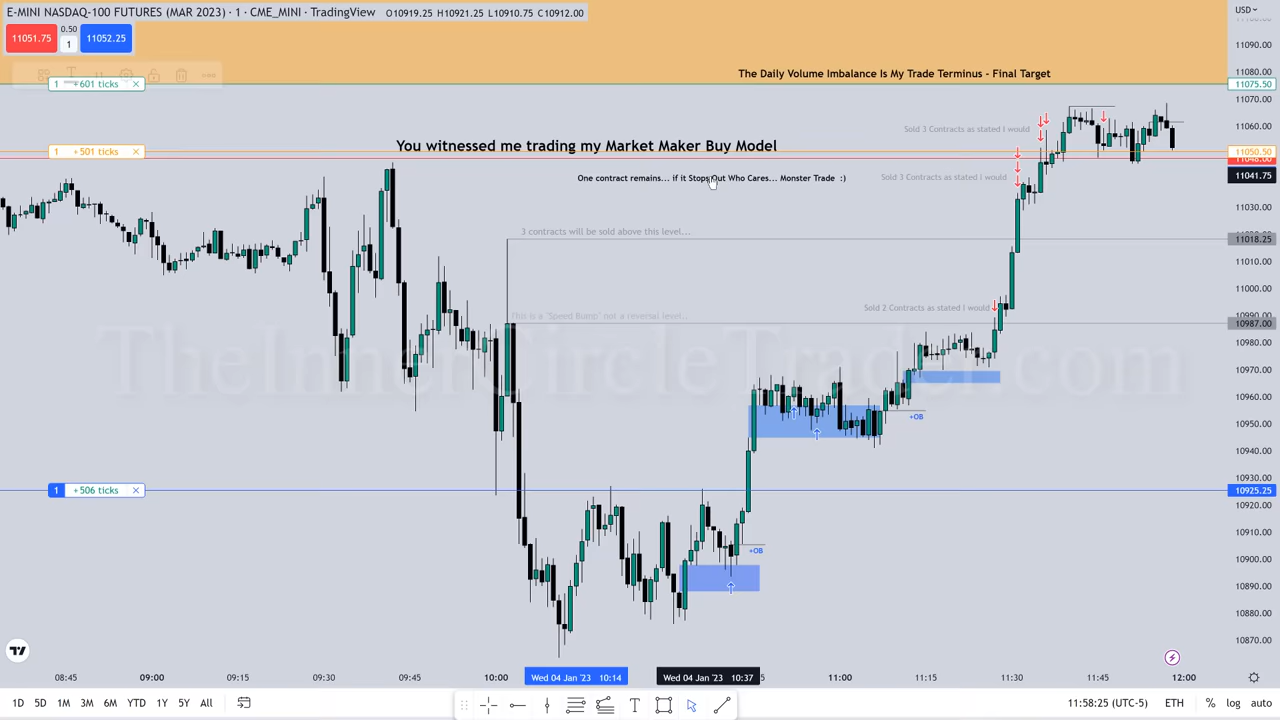 E-MINI NASDAQ-100 FUTURES (MAR 2023) · 1 · CME_MINI · TradingView O10919.25 H10921.25 L10910.75 C10912.00
USD
11051.75 0.50 1 11052.25
11090.00
The Daily Volume Imbalance Is My Trade Terminus - Final Target
11080.00
1 +601 ticks
11075.50
11070.00
Sold 3 Contracts as stated I would
11060.00
You witnessed me trading my Market Maker Buy Model
1 +501 ticks
11050.50
11048.00
One contract remains... if it Stops Out Who Cares... Monster Trade :)
Sold 3 Contracts as stated I would
11041.75
11030.00
3 contracts will be sold above this level...
11018.25
11010.00
11000.00
Sold 2 Contracts as stated I would
This is a "Speed Bump" not a reversal level...
10987.00
10980.00
TheInnerCircleTrader.com
10970.00
10960.00
+OB
10950.00
10940.00
10930.00
1 +506 ticks
10925.25
10920.00
10910.00
+OB
10900.00
10890.00
10880.00
10870.00
08:45 09:00 09:15 09:30 09:45 10:00 Wed 04 Jan '23 10:14 Wed 04 Jan '23 10:37 11:00 11:15 11:30 11:45 12:00
1D 5D 1M 3M 6M YTD 1Y 5Y All
11:58:25 (UTC-5) ETH % log auto